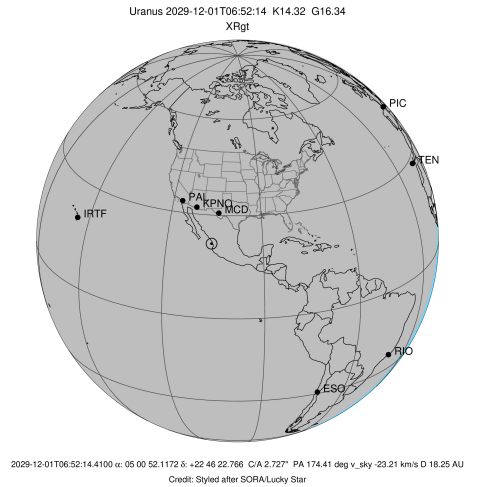 Uranus 2029-12-01T06:52:14 K14.32 G16.34
XRgt
PIC
TEN
PAL
KPNO
MCD
IRTF
RIO
ESO
2029-12-01T06:52:14.4100 α: 05 00 52.1172 δ: +22 46 22.766 C/A 2.727" PA 174.41 deg v_sky -23.21 km/s D 18.25 AU
Credit: Styled after SORA/Lucky Star